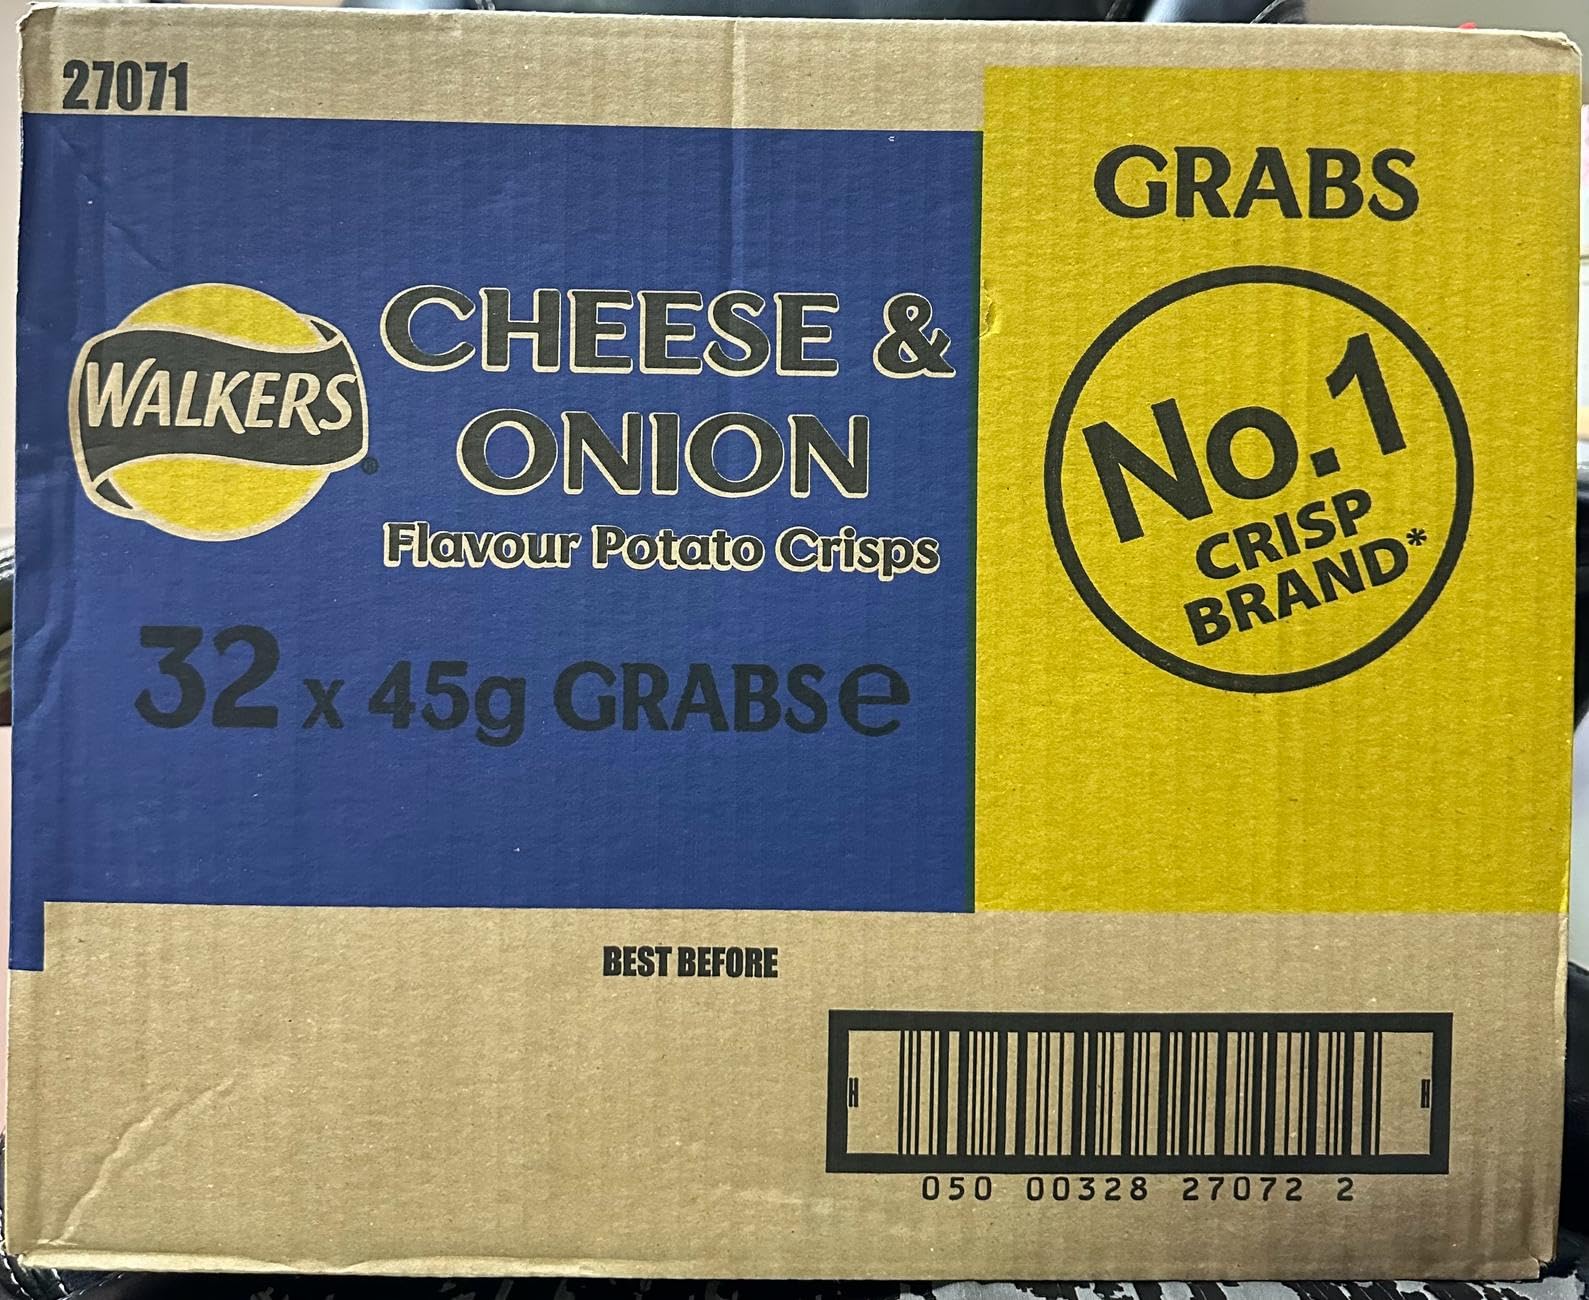 27071
GRABS
WALKERS®
CHEESE &
ONION
Flavour Potato Crisps
32 x 45g GRABS ℮
No.1
CRISP
BRAND*
BEST BEFORE
H H
050 00328 27072 2